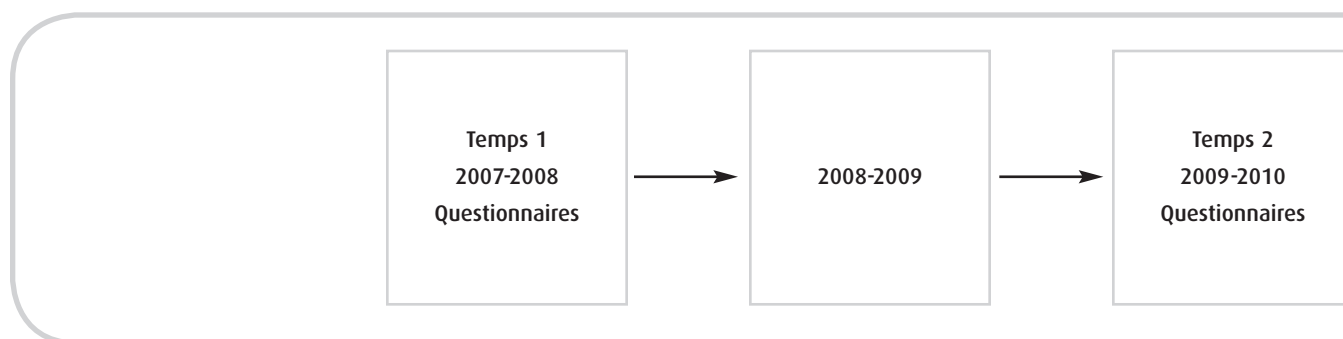 Temps 1
2007-2008
Questionnaires
2008-2009
Temps 2
2009-2010
Questionnaires